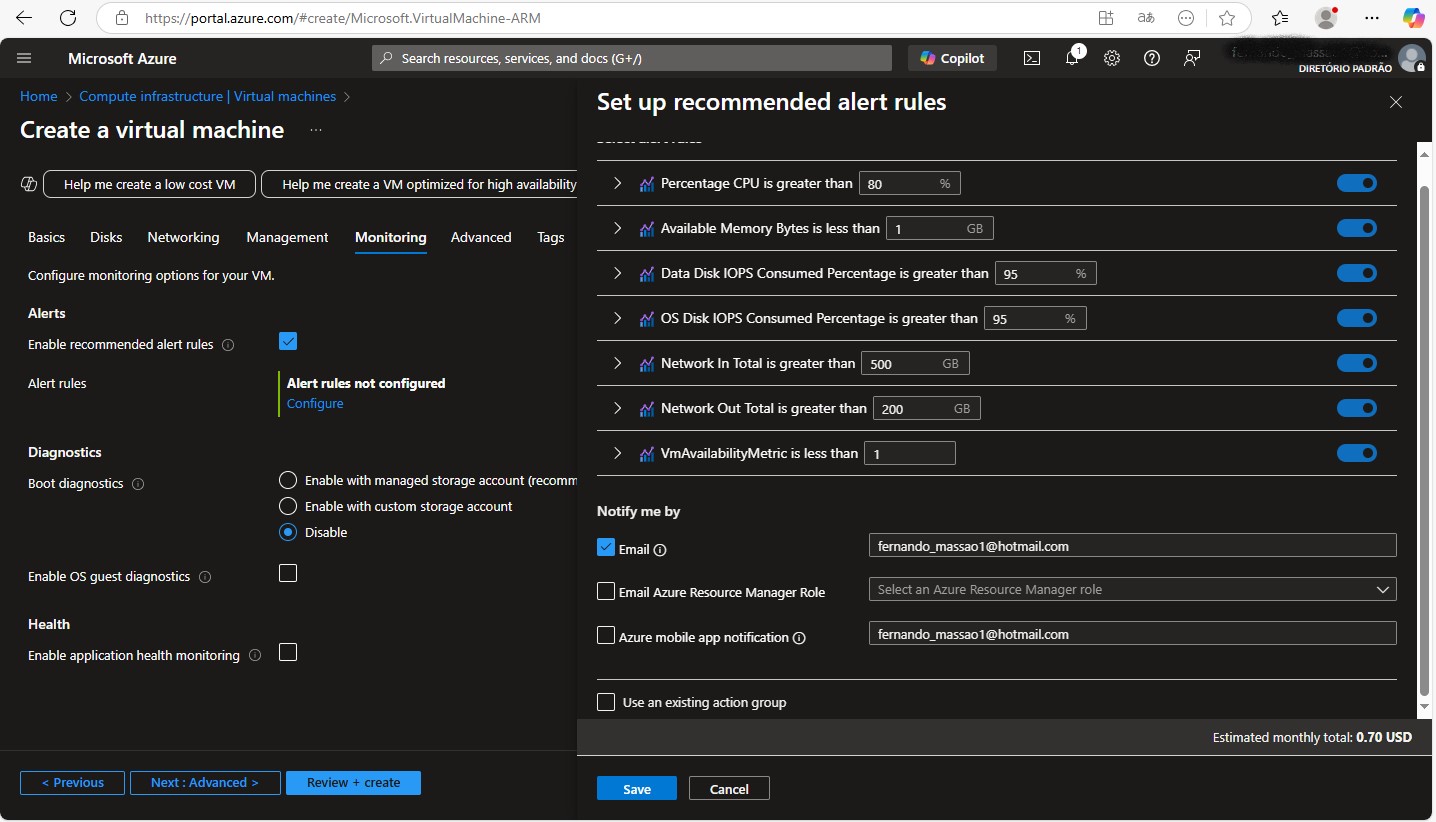 https://portal.azure.com/#create/Microsoft.VirtualMachine-ARM
Microsoft Azure
Search resources, services, and docs (G+/)
Copilot
1
DIRETÓRIO PADRÃO
Home > Compute infrastructure | Virtual machines >
Create a virtual machine ...
Help me create a low cost VM
Help me create a VM optimized for high availability
Basics Disks Networking Management Monitoring Advanced Tags
Configure monitoring options for your VM.
Alerts
Enable recommended alert rules
Alert rules
Alert rules not configured
Configure
Diagnostics
Boot diagnostics
Enable with managed storage account (recomm
Enable with custom storage account
Disable
Enable OS guest diagnostics
Health
Enable application health monitoring
< Previous
Next : Advanced >
Review + create
Set up recommended alert rules
Percentage CPU is greater than 80 %
Available Memory Bytes is less than 1 GB
Data Disk IOPS Consumed Percentage is greater than 95 %
OS Disk IOPS Consumed Percentage is greater than 95 %
Network In Total is greater than 500 GB
Network Out Total is greater than 200 GB
VmAvailabilityMetric is less than 1
Notify me by
Email fernando_massao1@hotmail.com
Email Azure Resource Manager Role Select an Azure Resource Manager role
Azure mobile app notification fernando_massao1@hotmail.com
Use an existing action group
Estimated monthly total: 0.70 USD
Save
Cancel